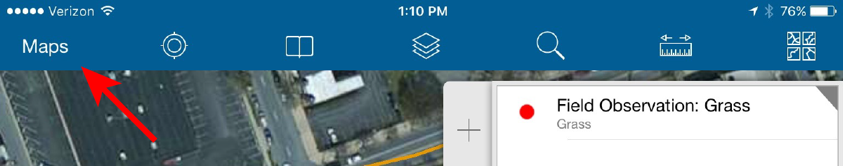 Verizon 1:10 PM 76%
Maps
Field Observation: Grass
Grass